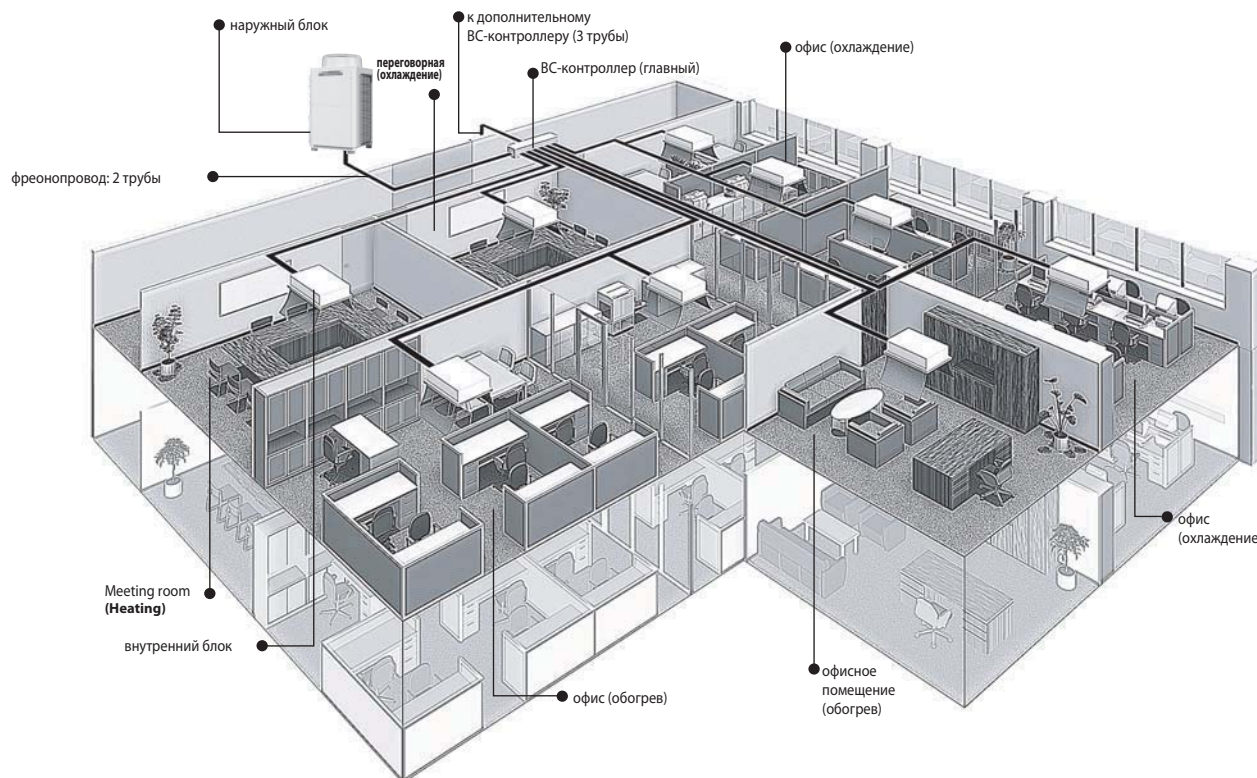 наружный блок
к дополнительному
ВС-контроллеру (3 трубы)
офис (охлаждение)
переговорная
(охлаждение)
ВС-контроллер (главный)
фреонопровод: 2 трубы
офис
(охлаждение
Meeting room
(Heating)
внутренний блок
офисное
помещение
(обогрев)
офис (обогрев)